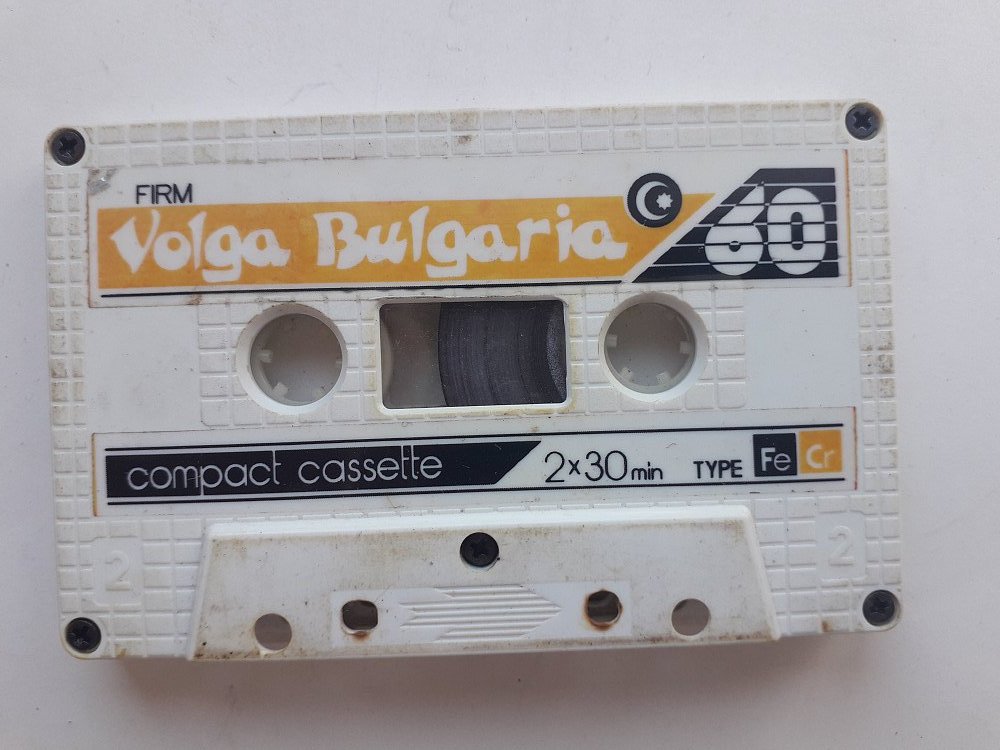 FIRM
Volga Bulgaria
60
compact cassette 2×30min TYPE Fe Cr
2 2